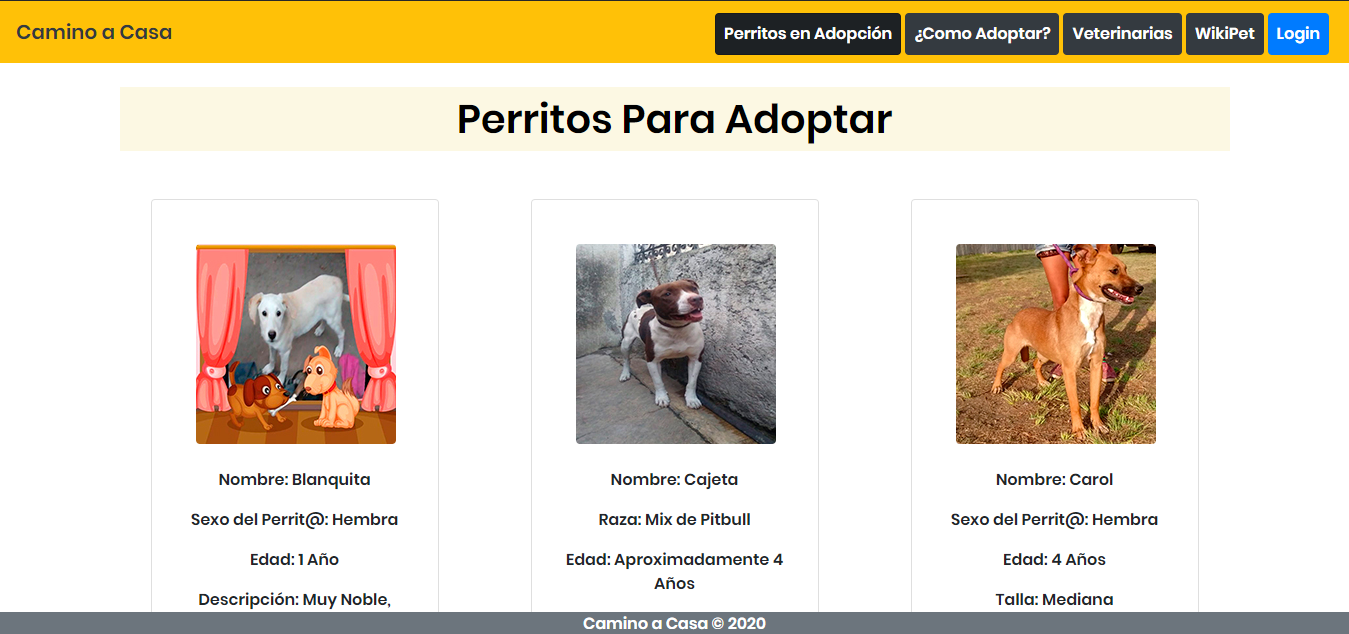 Camino a Casa
Perritos en Adopción
¿Como Adoptar?
Veterinarias
WikiPet
Login
Perritos Para Adoptar
Nombre: Blanquita
Sexo del Perrit@: Hembra
Edad: 1 Año
Descripción: Muy Noble,
Nombre: Cajeta
Raza: Mix de Pitbull
Edad: Aproximadamente 4
Años
Nombre: Carol
Sexo del Perrit@: Hembra
Edad: 4 Años
Talla: Mediana
Camino a Casa © 2020